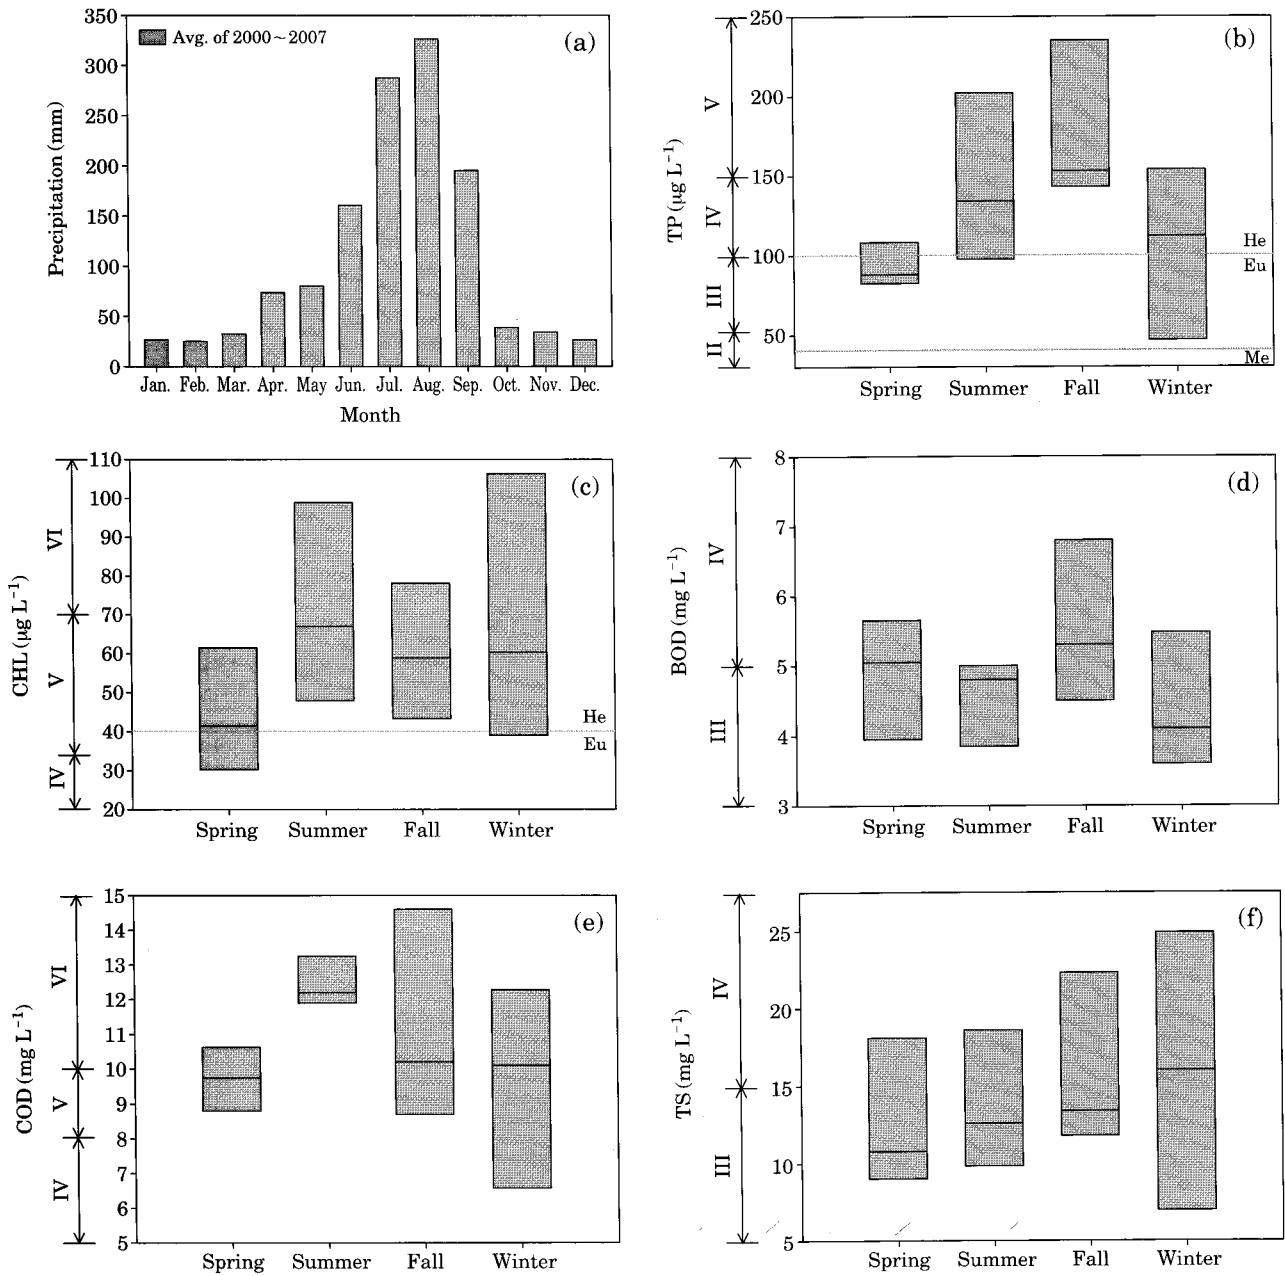 (a)
Avg. of 2000~2007
350
300
250
200
150
100
50
0
Precipitation (mm)
Jan. Feb. Mar. Apr. May Jun. Jul. Aug. Sep. Oct. Nov. Dec.
Month
(b)
250
200
150
100
50
V
IV
III
II
TP (µg L⁻¹)
He
Eu
Me
Spring Summer Fall Winter
(c)
110
100
90
80
70
60
50
40
30
20
VI
V
IV
CHL (µg L⁻¹)
He
Eu
Spring Summer Fall Winter
(d)
8
7
6
5
4
3
IV
III
BOD (mg L⁻¹)
Spring Summer Fall Winter
(e)
15
14
13
12
11
10
9
8
7
6
5
VI
V
IV
COD (mg L⁻¹)
Spring Summer Fall Winter
(f)
25
20
15
10
5
IV
III
TS (mg L⁻¹)
Spring Summer Fall Winter